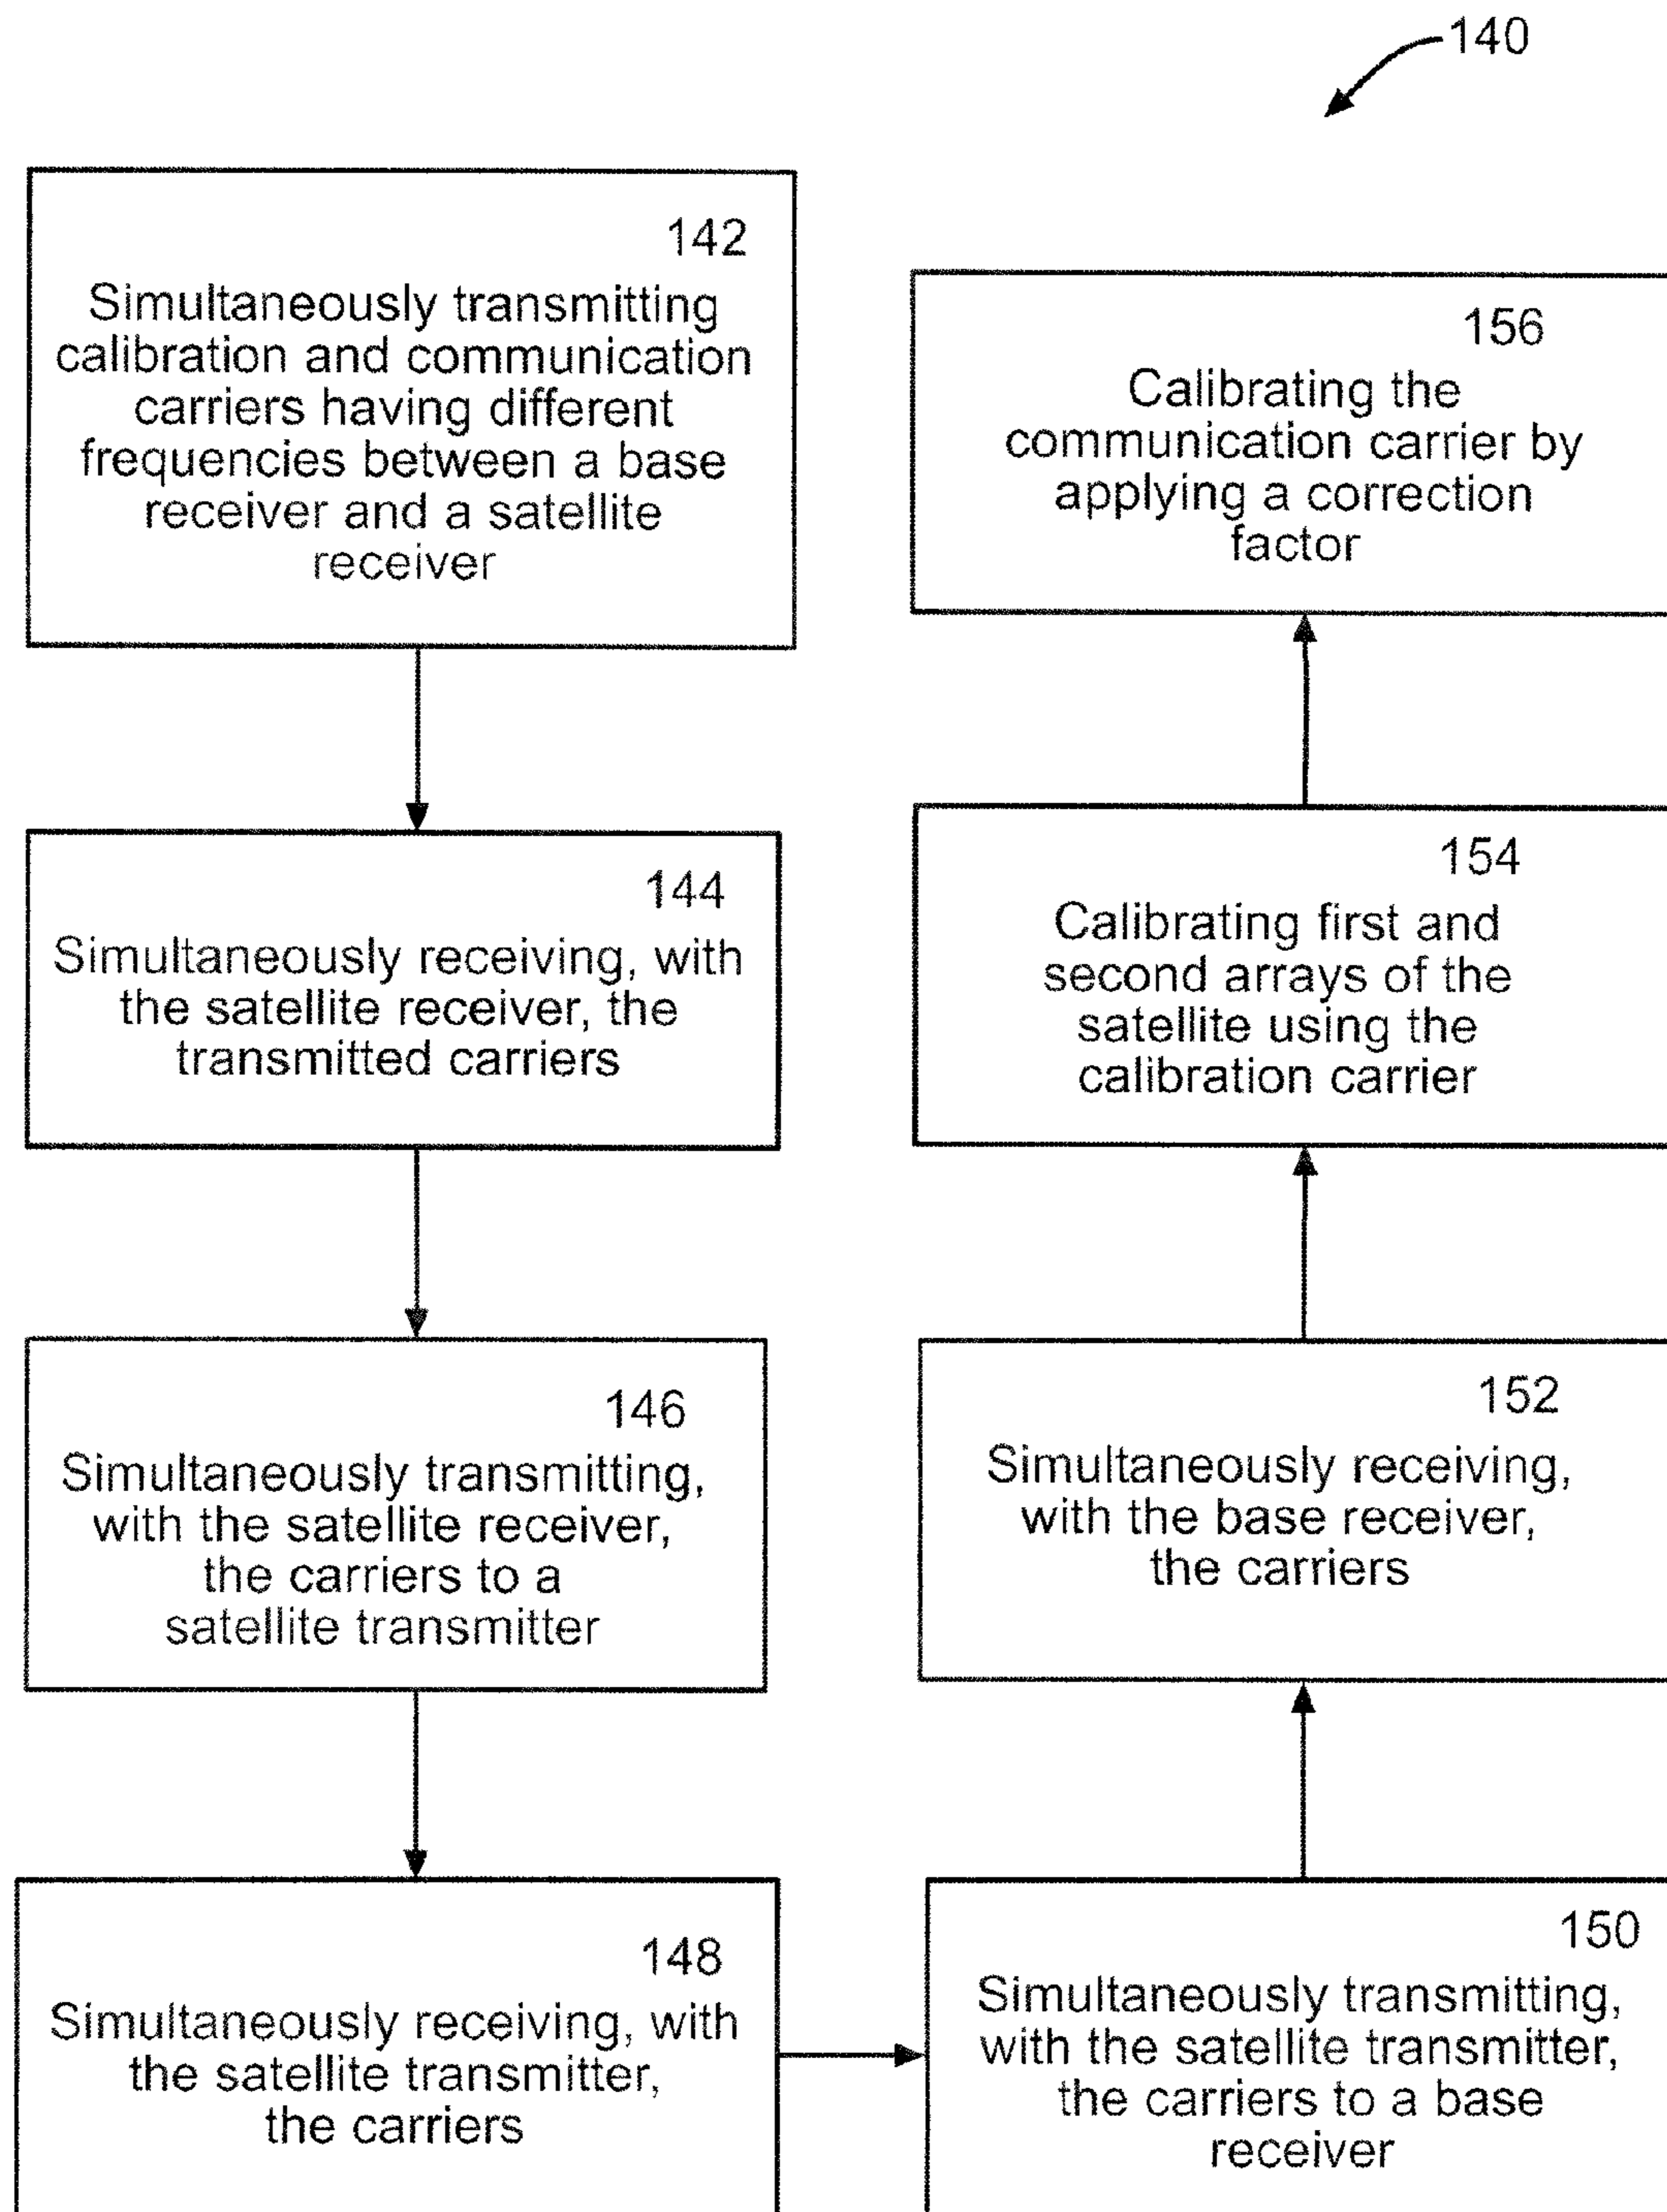 140
142
Simultaneously transmitting
calibration and communication
carriers having different
frequencies between a base
receiver and a satellite
receiver
144
Simultaneously receiving, with
the satellite receiver, the
transmitted carriers
146
Simultaneously transmitting,
with the satellite receiver,
the carriers to a
satellite transmitter
148
Simultaneously receiving, with
the satellite transmitter,
the carriers
150
Simultaneously transmitting,
with the satellite transmitter,
the carriers to a base
receiver
152
Simultaneously receiving,
with the base receiver,
the carriers
154
Calibrating first and
second arrays of the
satellite using the
calibration carrier
156
Calibrating the
communication carrier by
applying a correction
factor